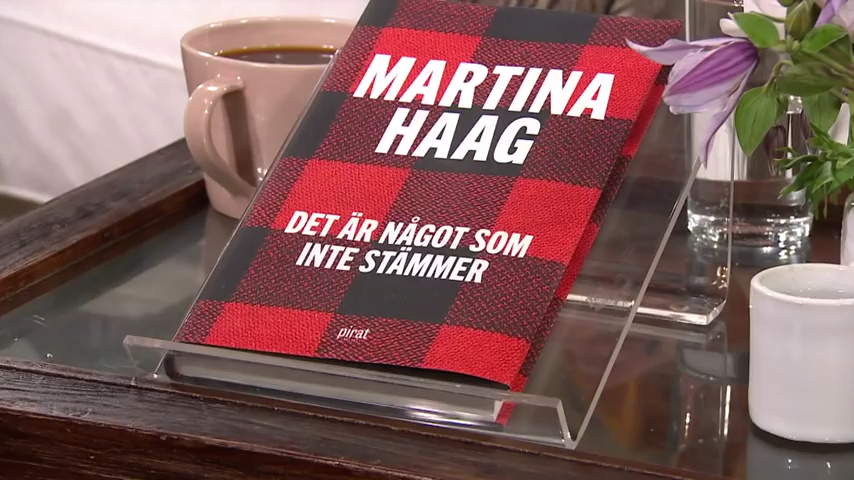 MARTINA
HAAG
DET ÄR NÅGOT SOM
INTE STÄMMER
pirat